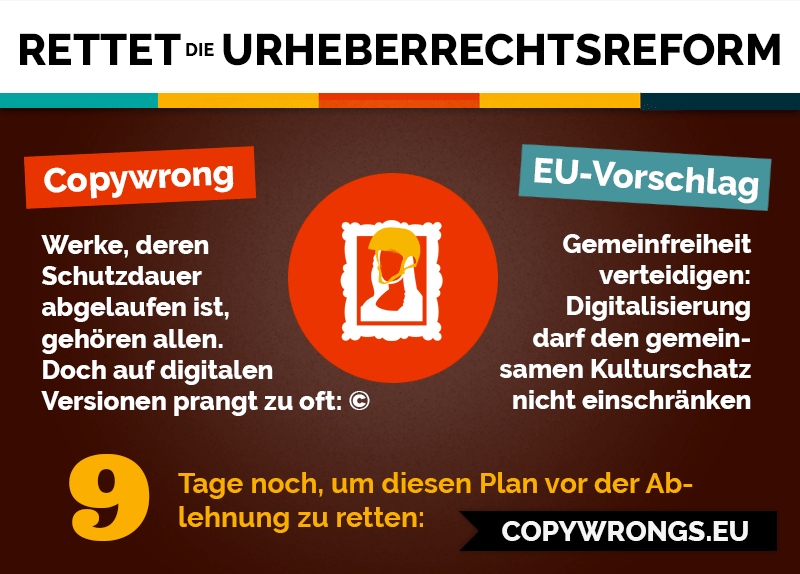 RETTET DIE URHEBERRECHTSREFORM
Copywrong
Werke, deren
Schutzdauer
abgelaufen ist,
gehören allen.
Doch auf digitalen
Versionen prangt zu oft: ©
EU-Vorschlag
Gemeinfreiheit
verteidigen:
Digitalisierung
darf den gemein-
samen Kulturschatz
nicht einschränken
9
Tage noch, um diesen Plan vor der Ab-
lehnung zu retten:
COPYWRONGS.EU